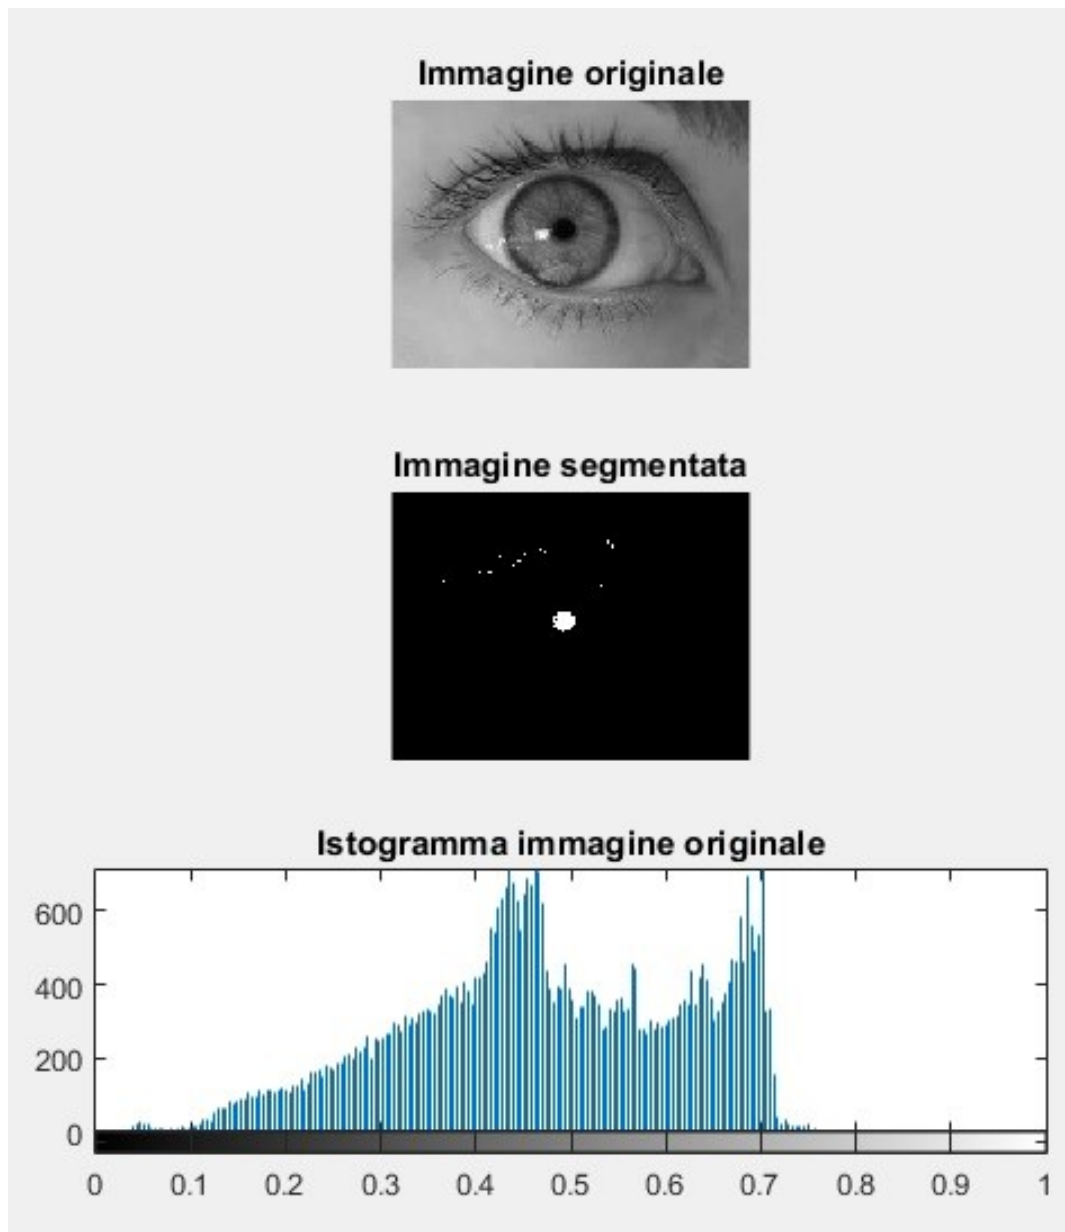 Immagine originale
Immagine segmentata
Istogramma immagine originale
600
400
200
0
0 0.1 0.2 0.3 0.4 0.5 0.6 0.7 0.8 0.9 1